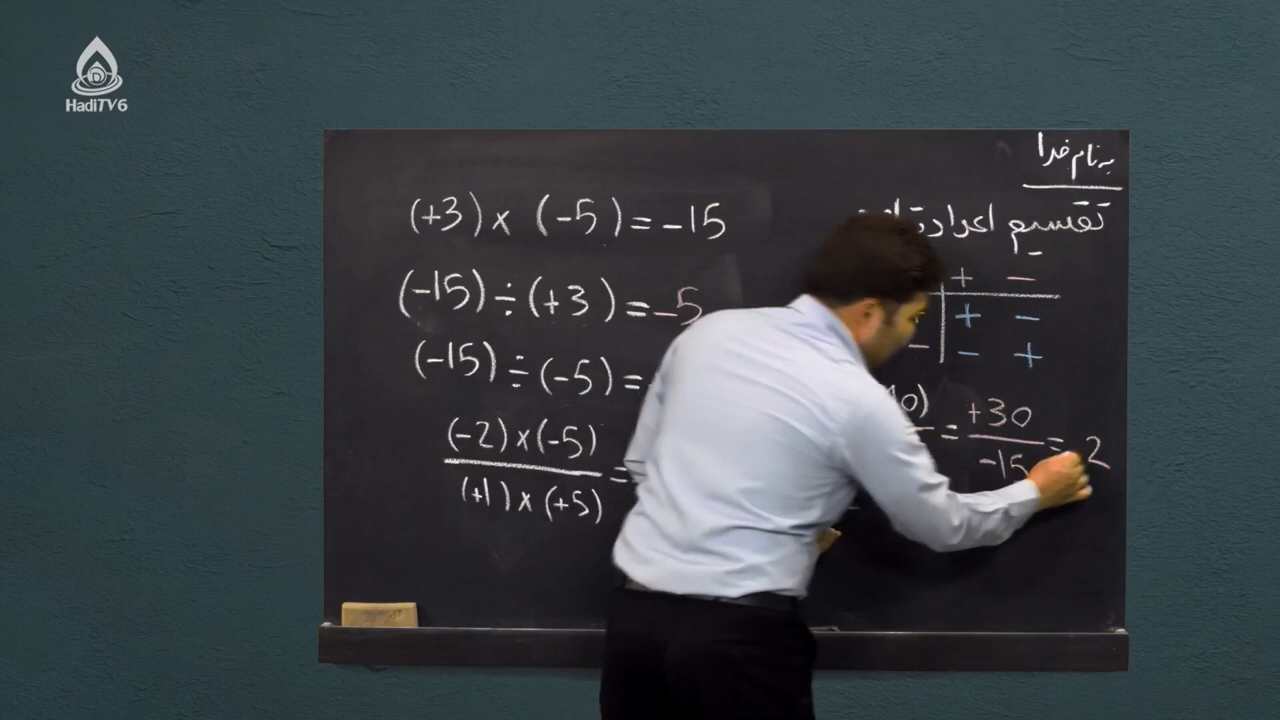 HadiTV6
به نام خدا
تقسیم اعداد
+ -
+ -
- - +
(+3) × (-5) = -15
(-15) ÷ (+3) = -5
(-15) ÷ (-5) =
(-2) × (-5)
(+1) × (+5)
=
= +30
-15
= 2